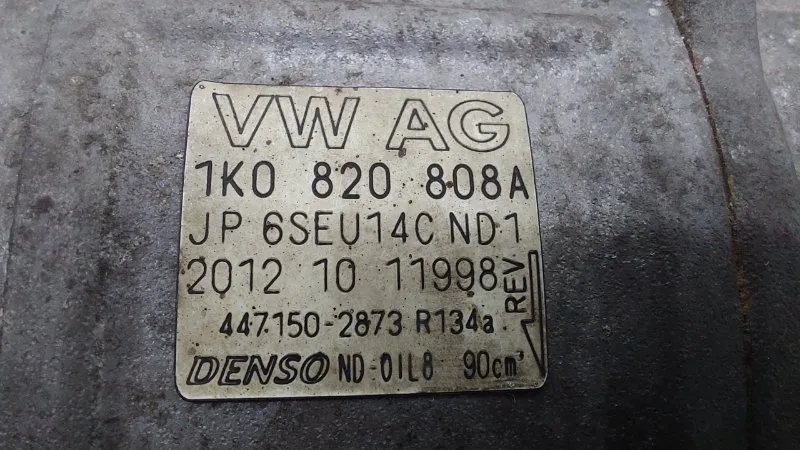 VW AG
1K0 820 808A
JP 6SEU14C ND1
2012 10 11998
REV
447150-2873 R134a
DENSO ND-OIL8 90cm³